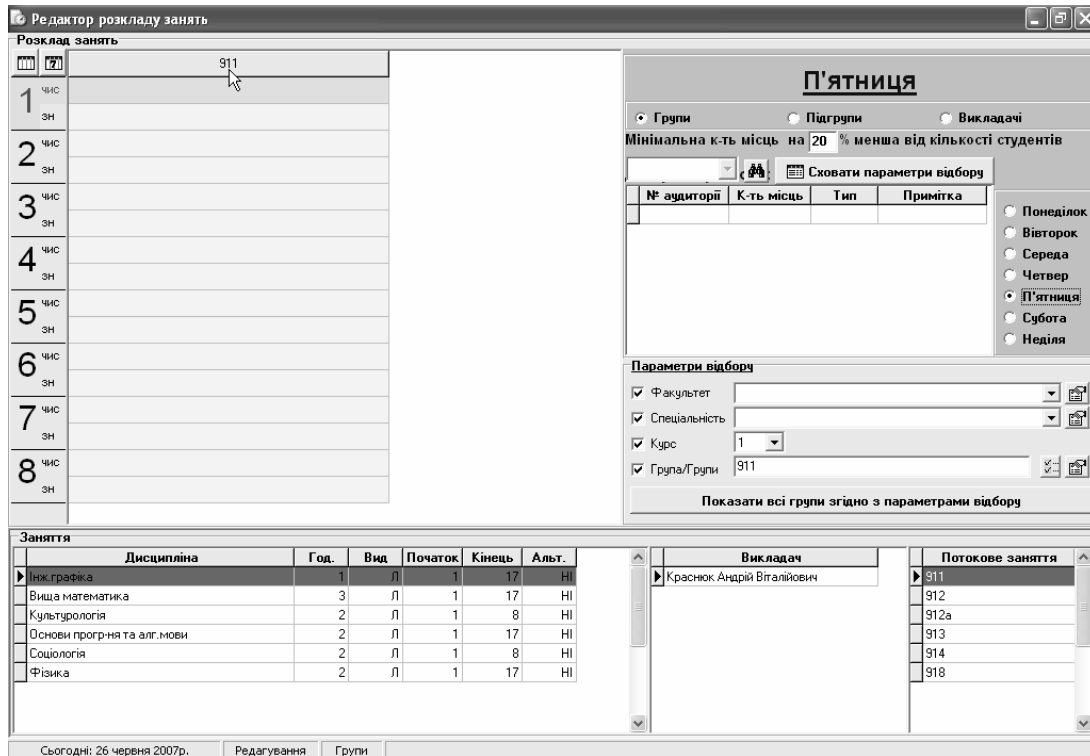 Редактор розкладу занять
Розклад занять
911
1 чис
зн
2 чис
зн
3 чис
зн
4 чис
зн
5 чис
зн
6 чис
зн
7 чис
зн
8 чис
зн
П'ятниця
Групи Підгрупи Викладачі
Мінімальна к-ть місць на 20 % менша від кількості студентів
Сховати параметри відбору
№ аудиторії К-ть місць Тип Примітка
Понеділок
Вівторок
Середа
Четвер
П'ятниця
Субота
Неділя
Параметри відбору
Факультет
Спеціальність
Курс 1
Група/Групи 911
Показати всі групи згідно з параметрами відбору
Заняття
Дисципліна Год. Вид Початок Кінець Альт. Викладач Потокове заняття
Інж.графіка 1 Л 1 17 НІ Краснюк Андрій Віталійович 911
Вища математика 3 Л 1 17 НІ 912
Культурологія 2 Л 1 8 НІ 912а
Основи прогр-ня та алг.мови 2 Л 1 17 НІ 913
Соціологія 2 Л 1 8 НІ 914
Фізика 2 Л 1 17 НІ 918
Сьогодні: 26 червня 2007р. Редагування Групи